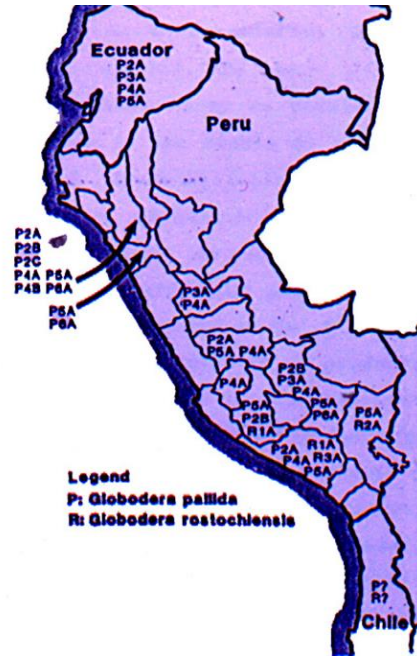 Ecuador
P2A
P3A
P4A
P5A
Peru
P2A
P2B
P2C
P4A P5A
P4B P6A
P5A
P6A
P3A
P4A
P2A
P5A P4A
P4A
P2B
P3A
P4A
P5A
P6A
P5A
P2B
R1A
P5A
R2A
P2A
P4A
P5A
R1A
R3A
Legend
P: Globodera pallida
R: Globodera rostochiensis
P?
R?
Chile